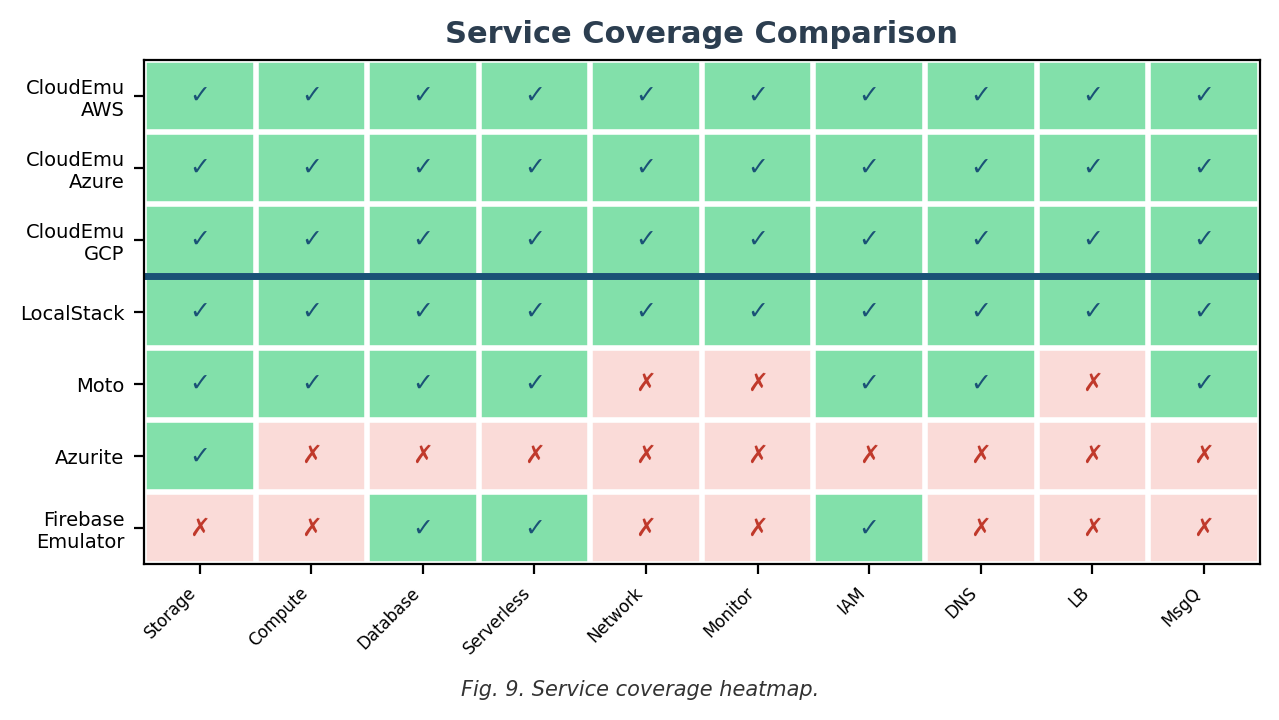 Service Coverage Comparison
CloudEmu
AWS
✓ ✓ ✓ ✓ ✓ ✓ ✓ ✓ ✓ ✓
CloudEmu
Azure
✓ ✓ ✓ ✓ ✓ ✓ ✓ ✓ ✓ ✓
CloudEmu
GCP
✓ ✓ ✓ ✓ ✓ ✓ ✓ ✓ ✓ ✓
LocalStack ✓ ✓ ✓ ✓ ✓ ✓ ✓ ✓ ✓ ✓
Moto ✓ ✓ ✓ ✓ ✗ ✗ ✓ ✓ ✗ ✓
Azurite ✓ ✗ ✗ ✗ ✗ ✗ ✗ ✗ ✗ ✗
Firebase
Emulator
✗ ✗ ✓ ✓ ✗ ✗ ✓ ✗ ✗ ✗
Storage Compute Database Serverless Network Monitor IAM DNS LB MsgQ
Fig. 9. Service coverage heatmap.